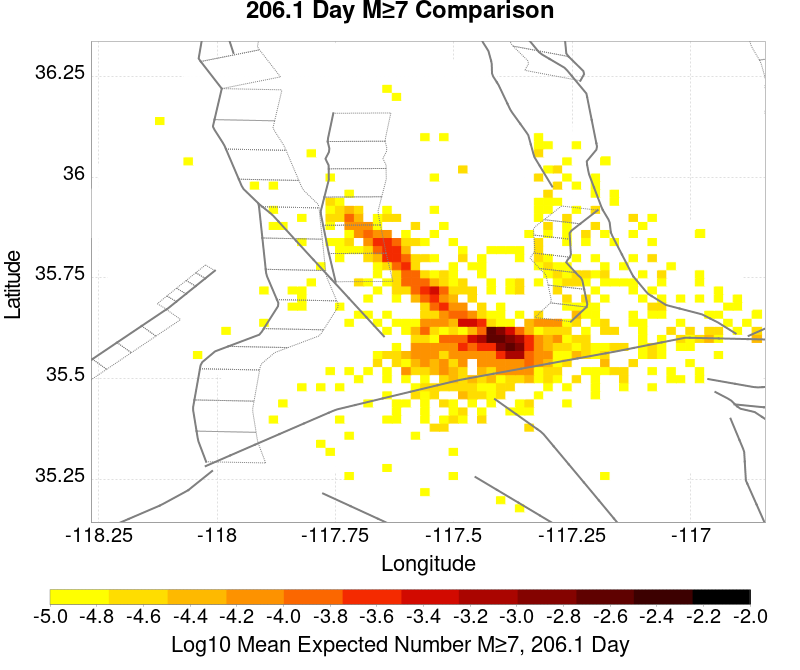 206.1 Day M≥7 Comparison
36.25
36
35.75
35.5
35.25
Latitude
-118.25 -118 -117.75 -117.5 -117.25 -117
Longitude
-5.0 -4.8 -4.6 -4.4 -4.2 -4.0 -3.8 -3.6 -3.4 -3.2 -3.0 -2.8 -2.6 -2.4 -2.2 -2.0
Log10 Mean Expected Number M≥7, 206.1 Day